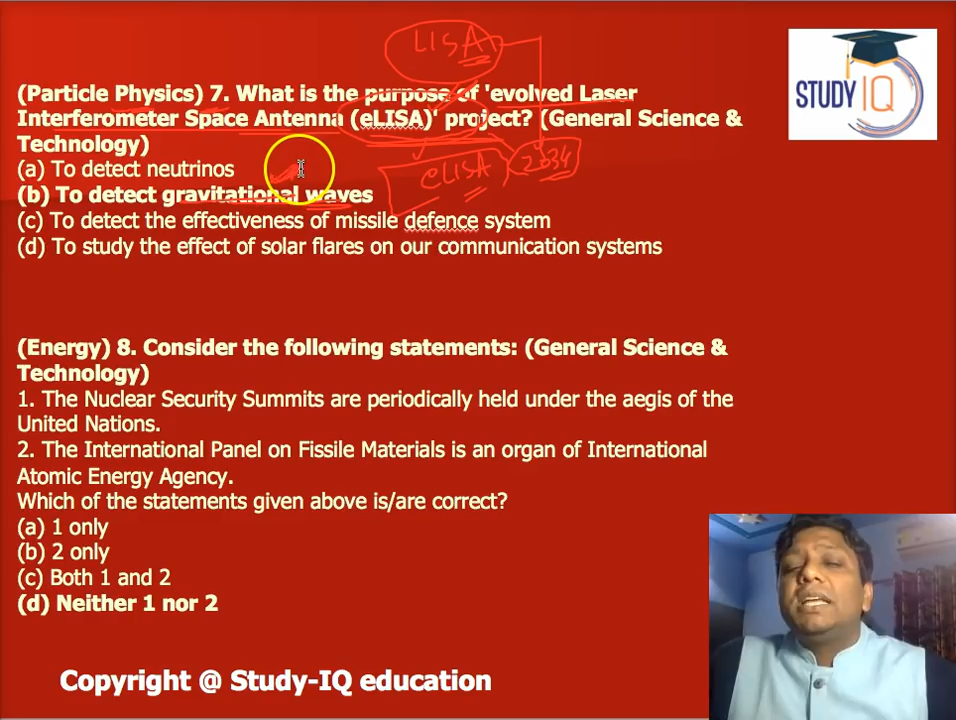 LISA
STUDY IQ
(Particle Physics) 7. What is the purpose of 'evolved Laser
Interferometer Space Antenna (eLISA)' project? (General Science &
Technology)
(a) To detect neutrinos
eLISA
2034
(b) To detect gravitational waves
(c) To detect the effectiveness of missile defence system
(d) To study the effect of solar flares on our communication systems
(Energy) 8. Consider the following statements: (General Science &
Technology)
1. The Nuclear Security Summits are periodically held under the aegis of the
United Nations.
2. The International Panel on Fissile Materials is an organ of International
Atomic Energy Agency.
Which of the statements given above is/are correct?
(a) 1 only
(b) 2 only
(c) Both 1 and 2
(d) Neither 1 nor 2
Copyright @ Study-IQ education